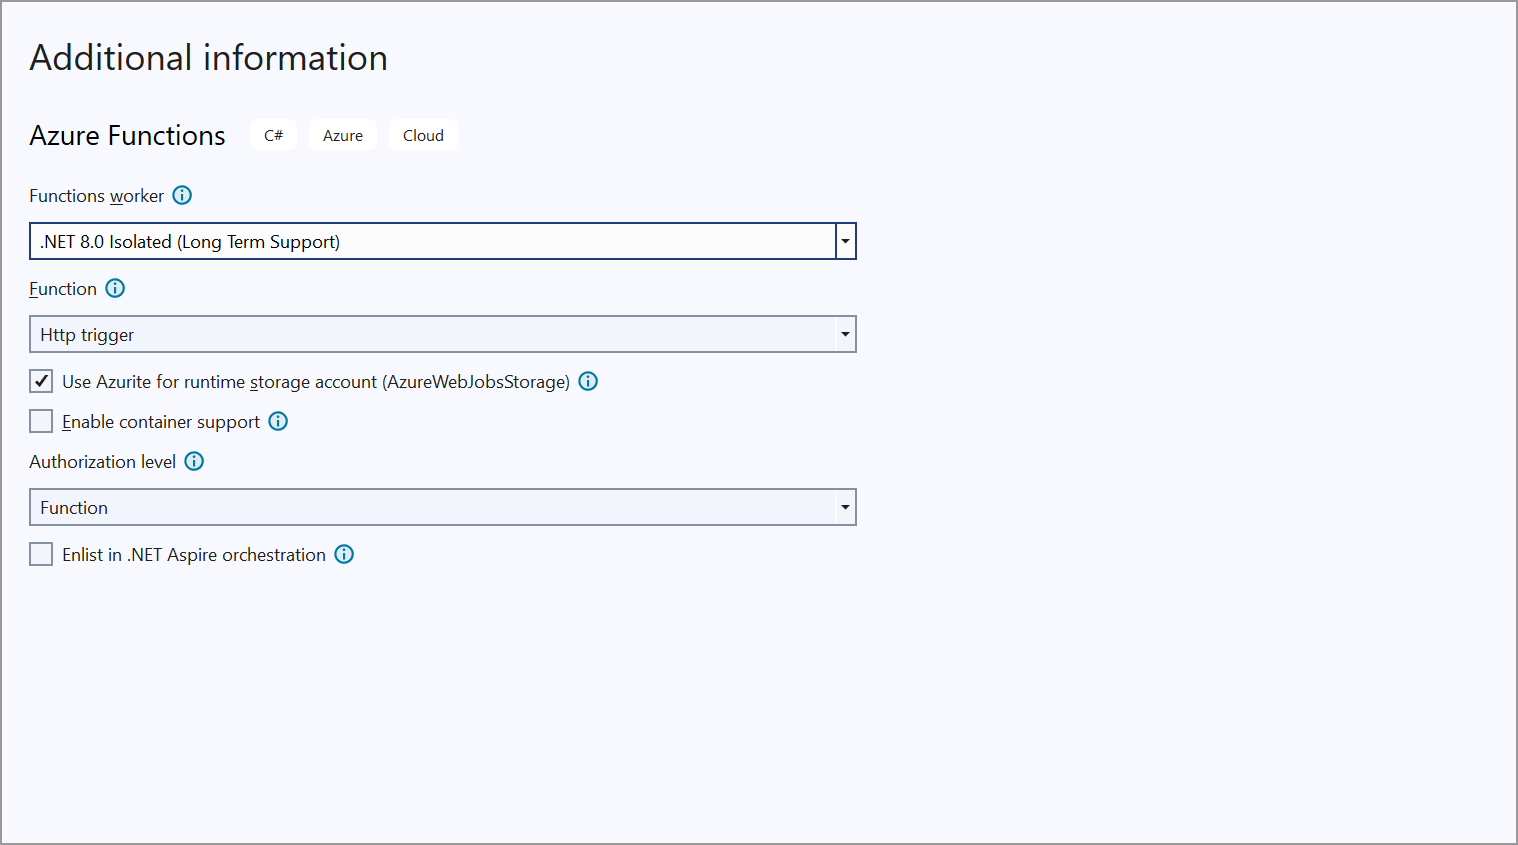 Additional information
Azure Functions C# Azure Cloud
Functions worker
.NET 8.0 Isolated (Long Term Support)
Function
Http trigger
Use Azurite for runtime storage account (AzureWebJobsStorage)
Enable container support
Authorization level
Function
Enlist in .NET Aspire orchestration